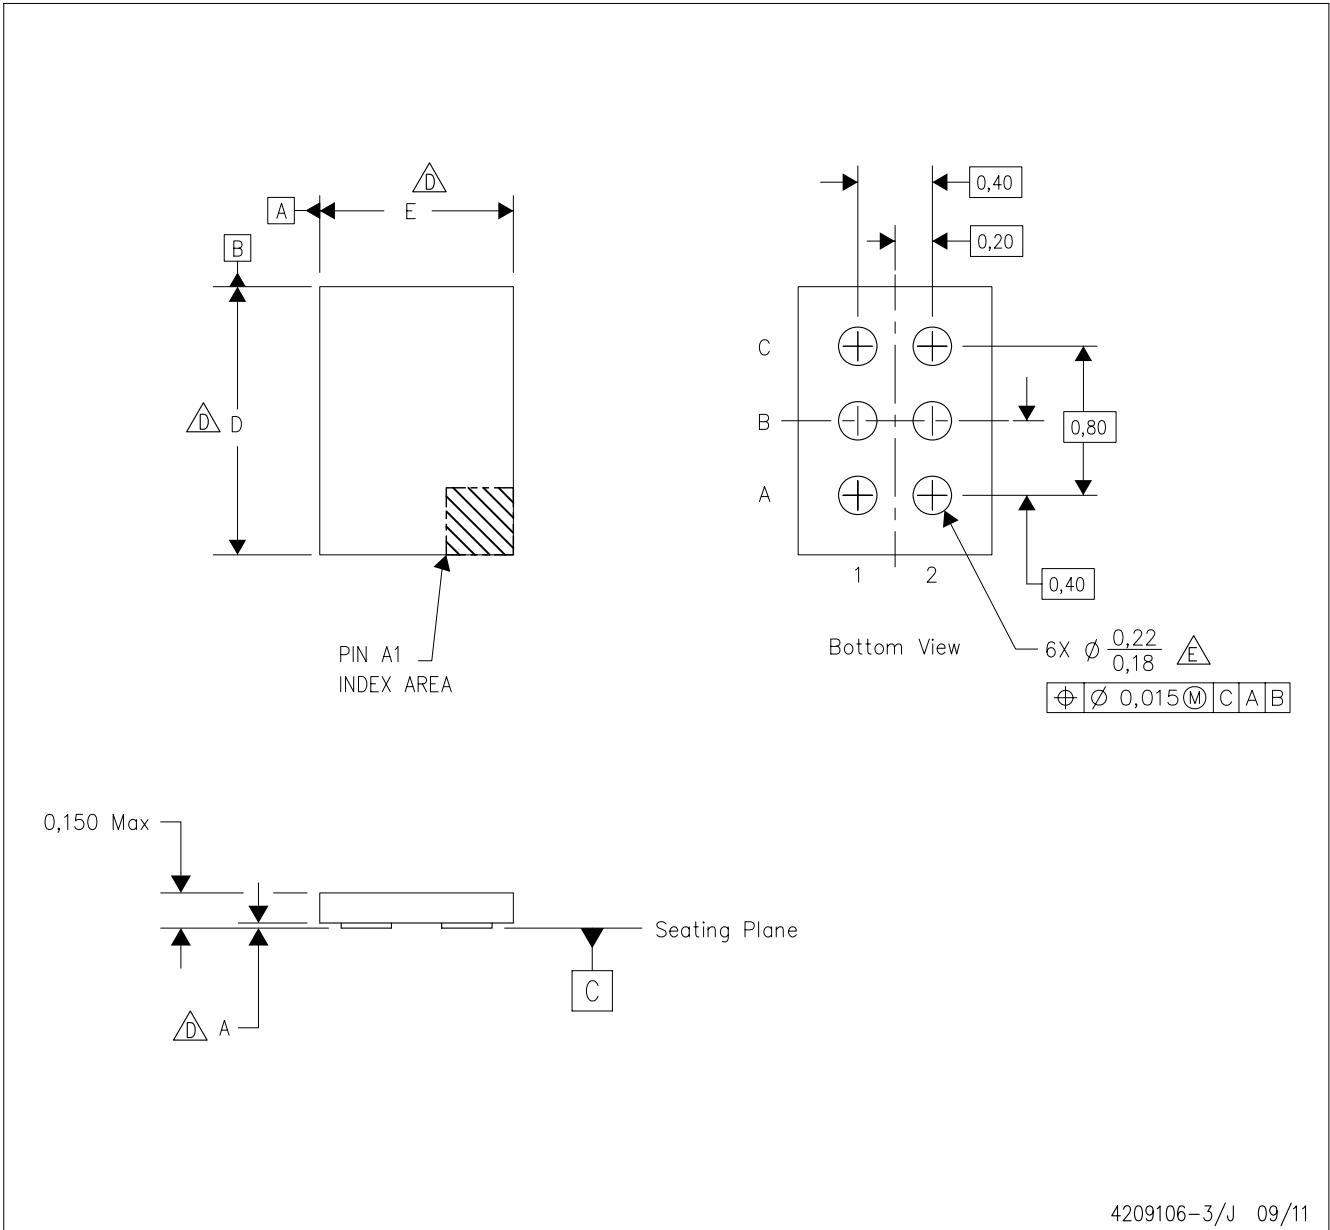 D
A
E
B
D
D
PIN A1
INDEX AREA
0,40
0,20
C
B
A
0,80
0,40
1 2
Bottom View
6X Ø 0,22
0,18
E
⌖ Ø 0,015 Ⓜ C A B
0,150 Max
Seating Plane
C
D A
4209106-3/J 09/11